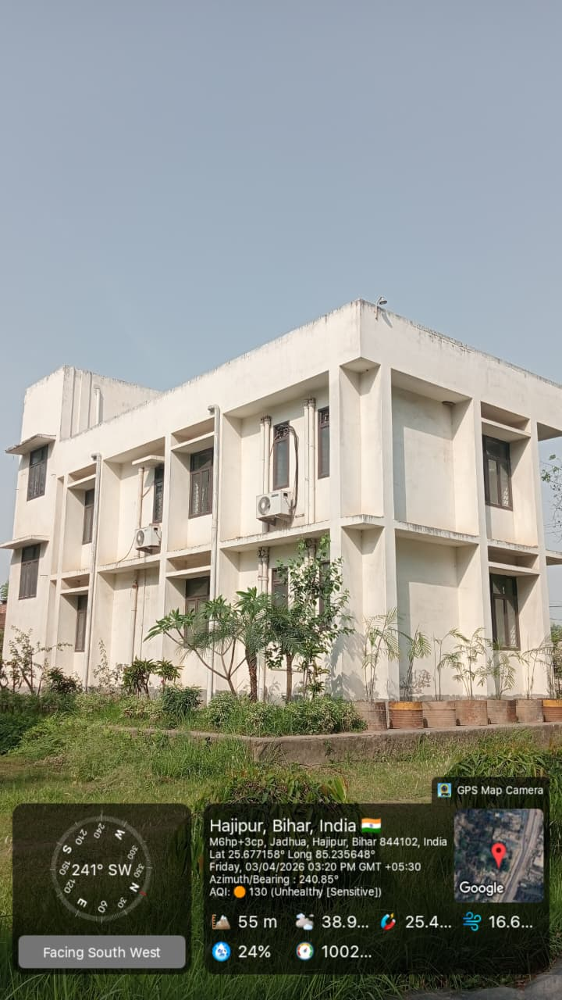 GPS Map Camera
Hajipur, Bihar, India 🇮🇳
M6hp+3cp, Jadhua, Hajipur, Bihar 844102, India
Lat 25.677158° Long 85.235648°
Friday, 03/04/2026 03:20 PM GMT +05:30
Azimuth/Bearing : 240.85°
AQI: 🟠 130 (Unhealthy [Sensitive])
Google
55 m 38.9... 25.4... 16.6...
24% 1002...
210 240 W 300 330 N 30 60 E 120 150 S
241° SW
Facing South West